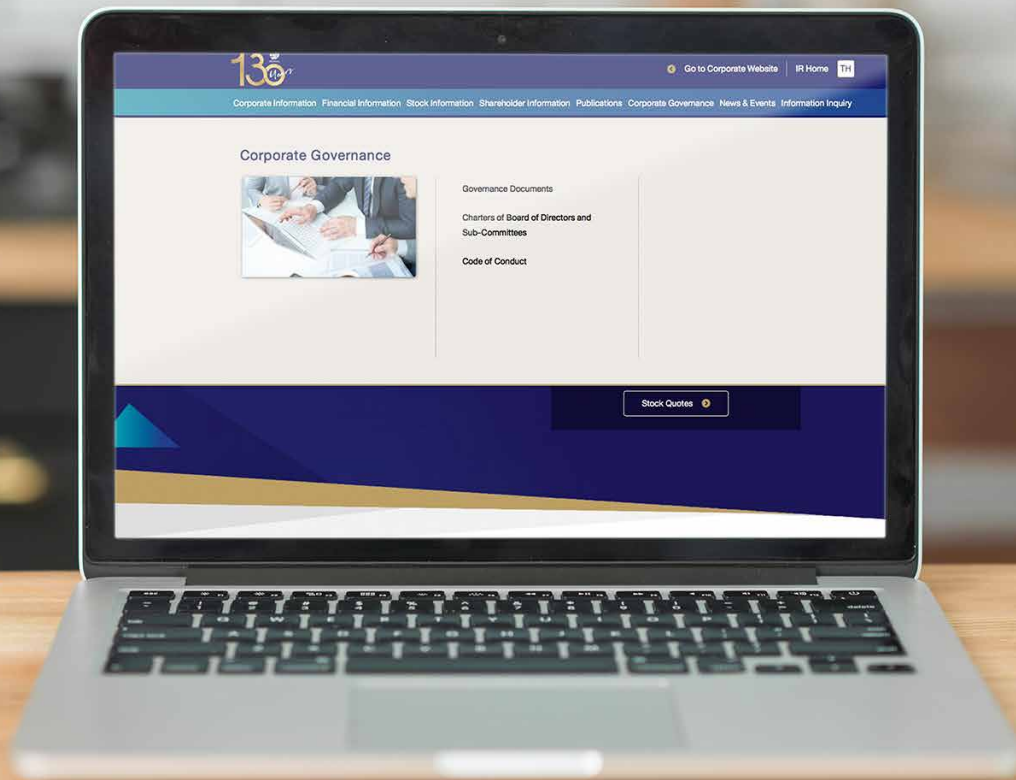 130
Go to Corporate Website IR Home TH
Corporate Information Financial Information Stock Information Shareholder Information Publications Corporate Governance News & Events Information Inquiry
Corporate Governance
Governance Documents
Charters of Board of Directors and
Sub-Committees
Code of Conduct
Stock Quotes
delete